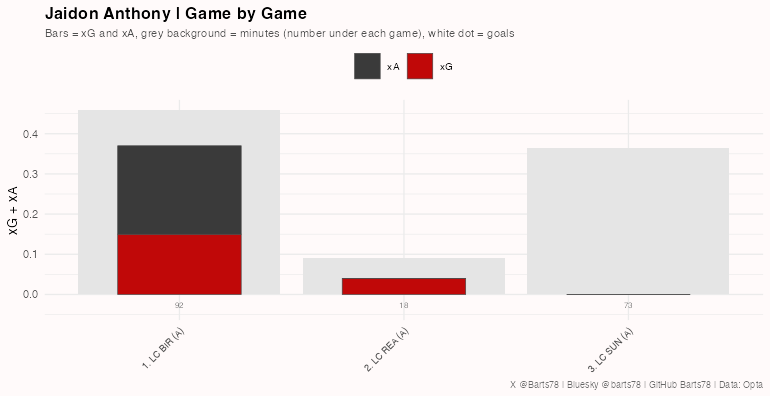 Jaidon Anthony | Game by Game
Bars = xG and xA, grey background = minutes (number under each game), white dot = goals
xA xG
xG + xA
0.4
0.3
0.2
0.1
0.0
92 18 73
1. LC BIR (A) 2. LC REA (A) 3. LC SUN (A)
X @Barts78 | Bluesky @barts78 | GitHub Barts78 | Data: Opta